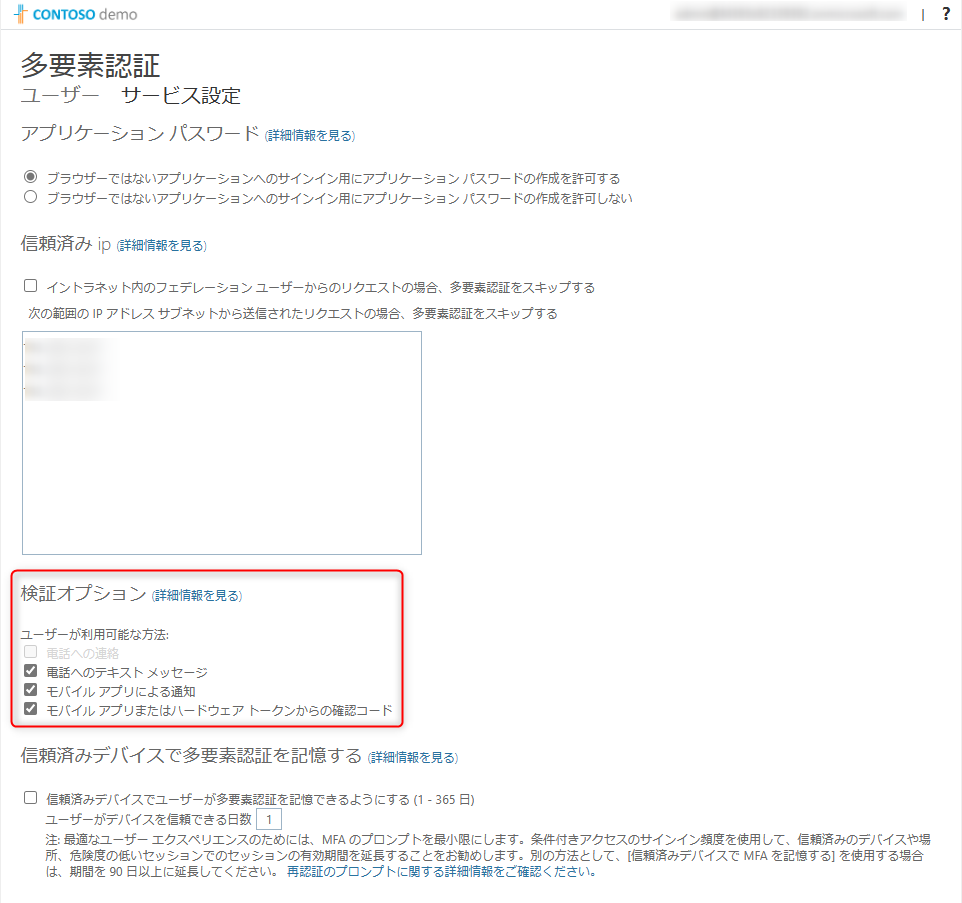 CONTOSO demo
| ?
多要素認証
ユーザー サービス設定
アプリケーション パスワード (詳細情報を見る)
ブラウザーではないアプリケーションへのサインイン用にアプリケーション パスワードの作成を許可する
ブラウザーではないアプリケーションへのサインイン用にアプリケーション パスワードの作成を許可しない
信頼済み ip (詳細情報を見る)
イントラネット内のフェデレーション ユーザーからのリクエストの場合、多要素認証をスキップする
次の範囲の IP アドレス サブネットから送信されたリクエストの場合、多要素認証をスキップする
検証オプション (詳細情報を見る)
ユーザーが利用可能な方法:
電話への連絡
電話へのテキスト メッセージ
モバイル アプリによる通知
モバイル アプリまたはハードウェア トークンからの確認コード
信頼済みデバイスで多要素認証を記憶する (詳細情報を見る)
信頼済みデバイスでユーザーが多要素認証を記憶できるようにする (1 - 365 日)
ユーザーがデバイスを信頼できる日数 1
注: 最適なユーザー エクスペリエンスのためには、MFA のプロンプトを最小限にします。条件付きアクセスのサインイン頻度を使用して、信頼済みのデバイスや場
所、危険度の低いセッションでのセッションの有効期間を延長することをお勧めします。別の方法として、[信頼済みデバイスで MFA を記憶する] を使用する場合
は、期間を 90 日以上に延長してください。 再認証のプロンプトに関する詳細情報をご確認ください。